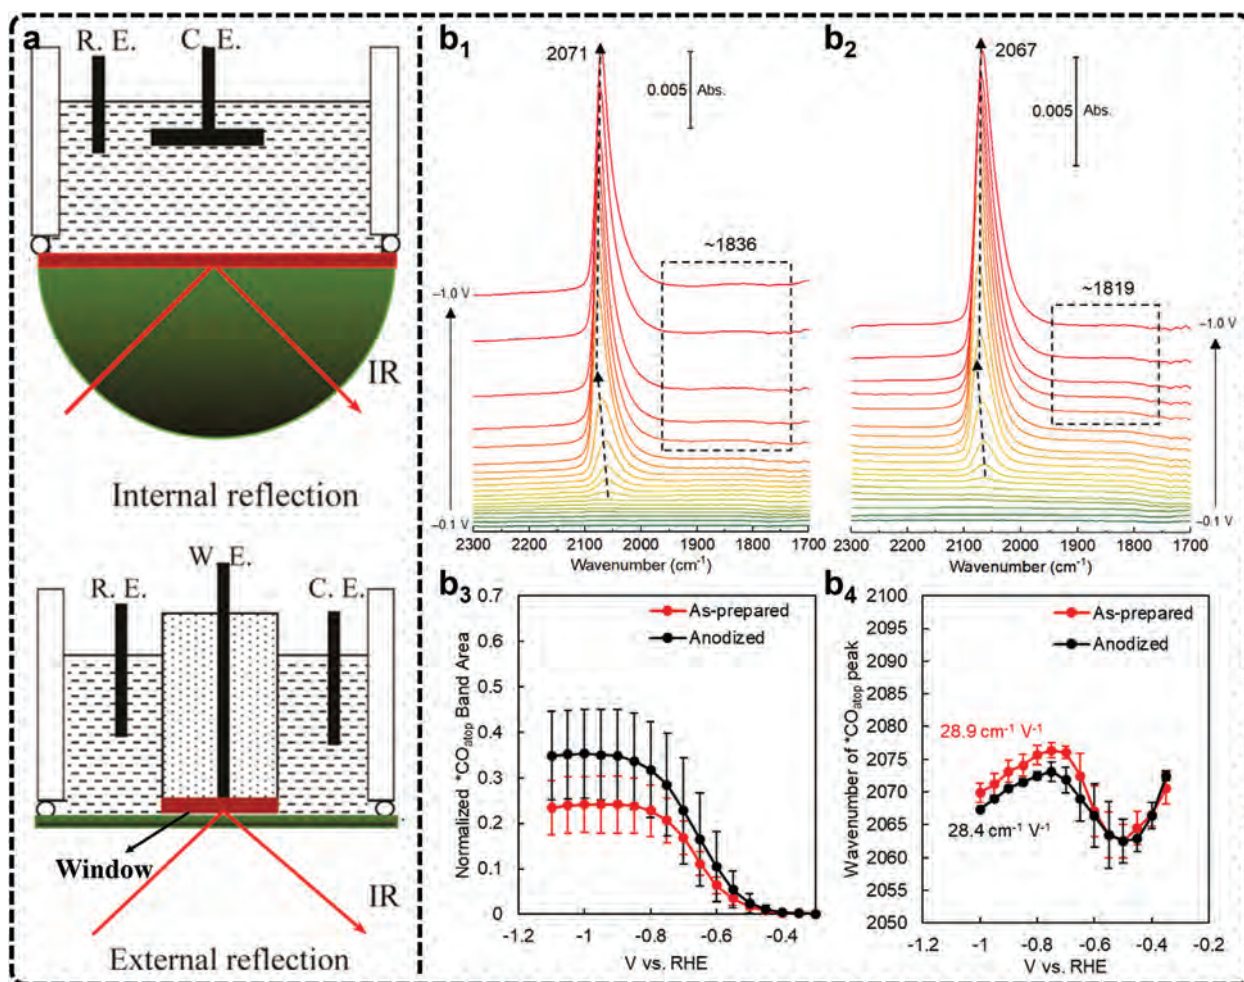 a
R. E.
C. E.
IR
Internal reflection
W. E.
R. E.
C. E.
Window
IR
External reflection
b1
2071
0.005 Abs.
~1836
−1.0 V
−0.1 V
2300 2200 2100 2000 1900 1800 1700
Wavenumber (cm⁻¹)
b2
2067
0.005 Abs.
~1819
−1.0 V
−0.1 V
2300 2200 2100 2000 1900 1800 1700
Wavenumber (cm⁻¹)
b3
As-prepared
Anodized
Normalized *COatop Band Area
0.7
0.6
0.5
0.4
0.3
0.2
0.1
0
-1.2 -1 -0.8 -0.6 -0.4
V vs. RHE
b4
As-prepared
Anodized
Wavenumber of *COatop peak
2100
2095
2090
2085
2080
2075
2070
2065
2060
2055
2050
28.9 cm⁻¹ V⁻¹
28.4 cm⁻¹ V⁻¹
-1.2 -1 -0.8 -0.6 -0.4 -0.2
V vs. RHE